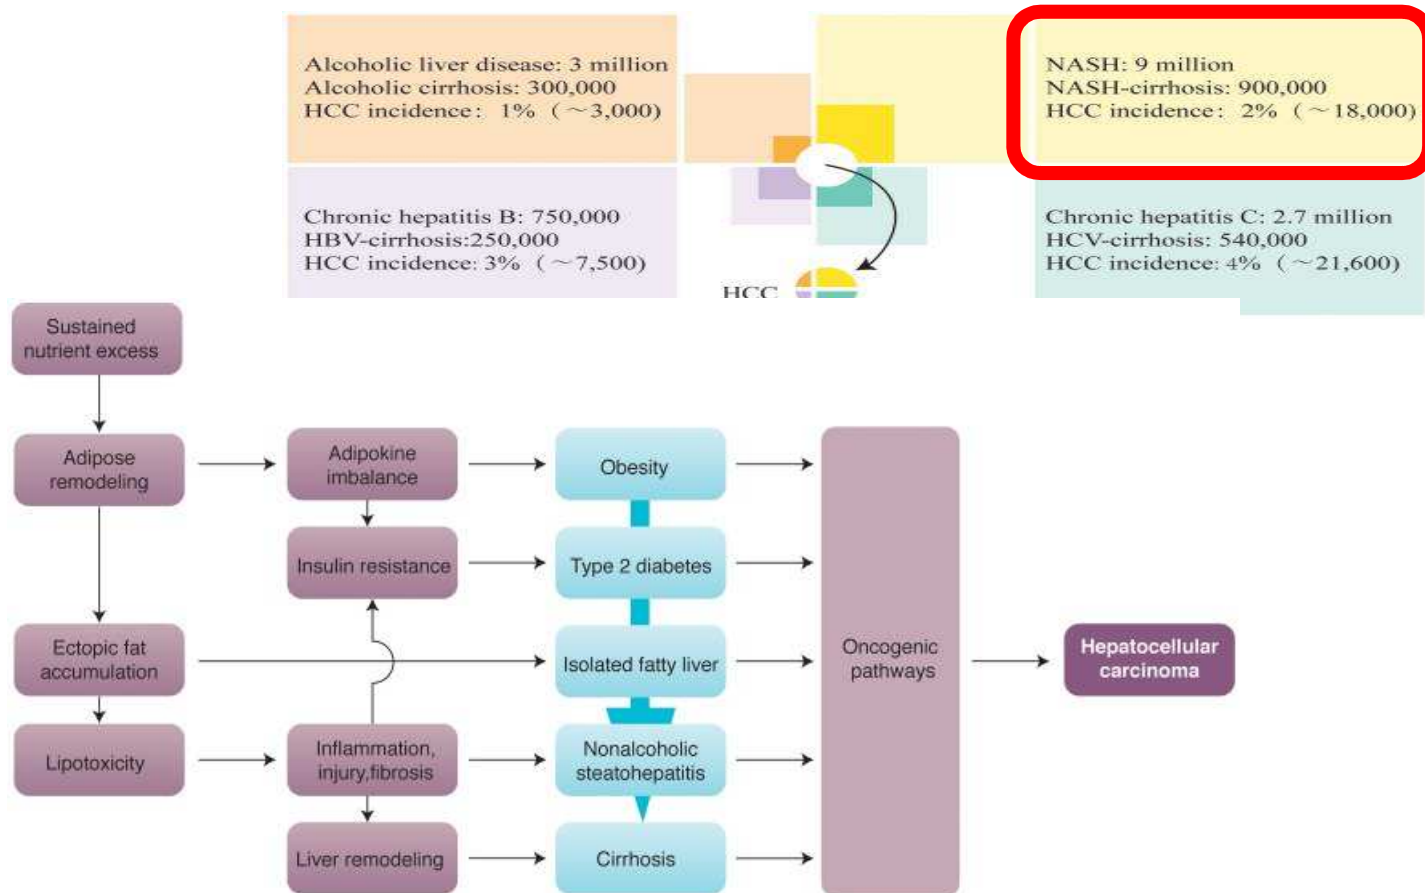 Alcoholic liver disease: 3 million
Alcoholic cirrhosis: 300,000
HCC incidence: 1% (~3,000)
NASH: 9 million
NASH-cirrhosis: 900,000
HCC incidence: 2% (~18,000)
Chronic hepatitis B: 750,000
HBV-cirrhosis:250,000
HCC incidence: 3% (~7,500)
Chronic hepatitis C: 2.7 million
HCV-cirrhosis: 540,000
HCC incidence: 4% (~21,600)
HCC
Sustained
nutrient excess
Adipose
remodeling
Adipokine
imbalance
Obesity
Insulin resistance
Type 2 diabetes
Ectopic fat
accumulation
Isolated fatty liver
Oncogenic
pathways
Hepatocellular
carcinoma
Lipotoxicity
Inflammation,
injury,fibrosis
Nonalcoholic
steatohepatitis
Liver remodeling
Cirrhosis